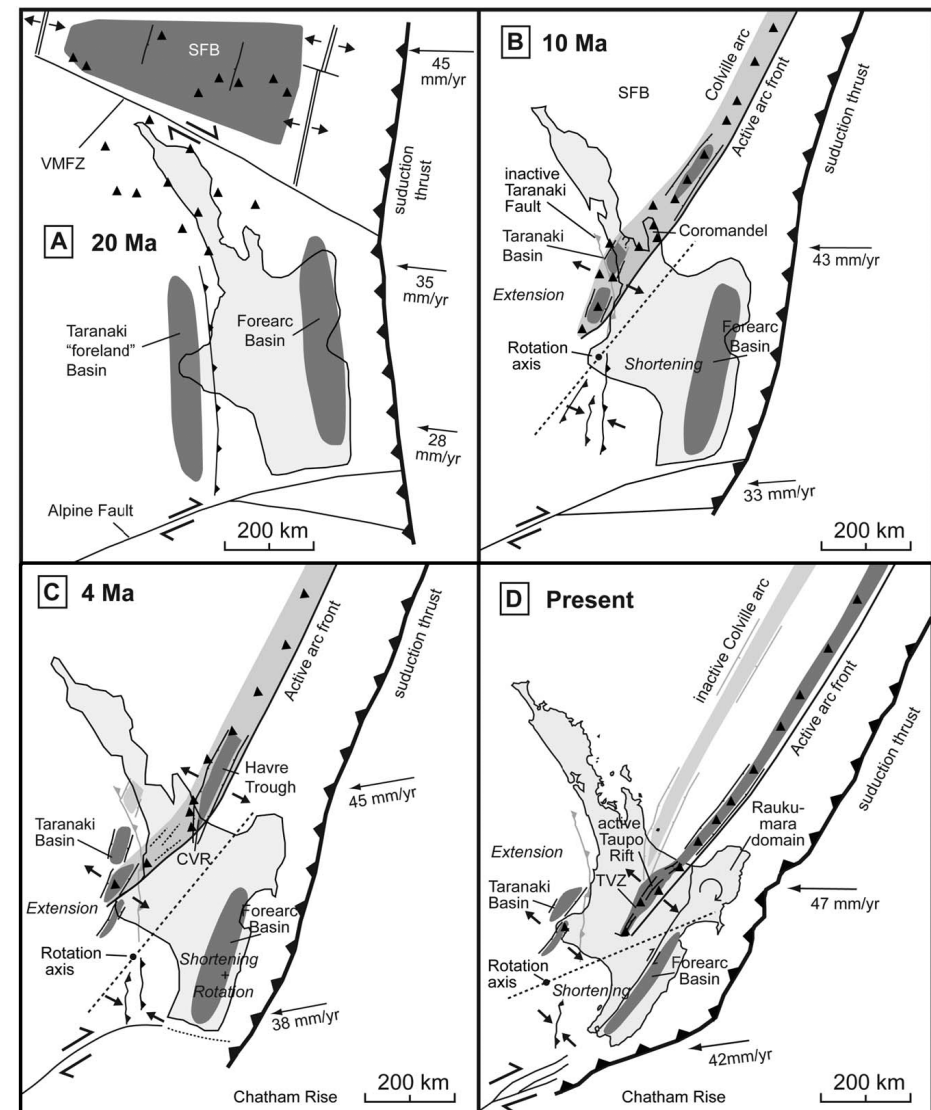 A 20 Ma
SFB
45
mm/yr
VMFZ
suduction
thrust
35
mm/yr
Taranaki
"foreland"
Basin
Forearc
Basin
28
mm/yr
Alpine Fault
200 km
B 10 Ma
SFB
Colville arc
Active arc front
suduction thrust
inactive
Taranaki
Fault
Taranaki
Basin
?
Coromandel
43 mm/yr
Extension
Rotation
axis
Shortening
Forearc
Basin
33 mm/yr
200 km
C 4 Ma
Active arc front
suduction thrust
Havre
Trough
45 mm/yr
Taranaki
Basin
CVR
Extension
Forearc
Basin
Rotation
axis
Shortening
+
Rotation
38 mm/yr
200 km
Chatham Rise
D Present
inactive Colville arc
Active arc front
suduction thrust
active
Taupo
Rift
TVZ
Rauku-
mara
domain
Extension
Taranaki
Basin
47 mm/yr
Rotation
axis
Shortening
Forearc
Basin
42mm/yr
200 km
Chatham Rise